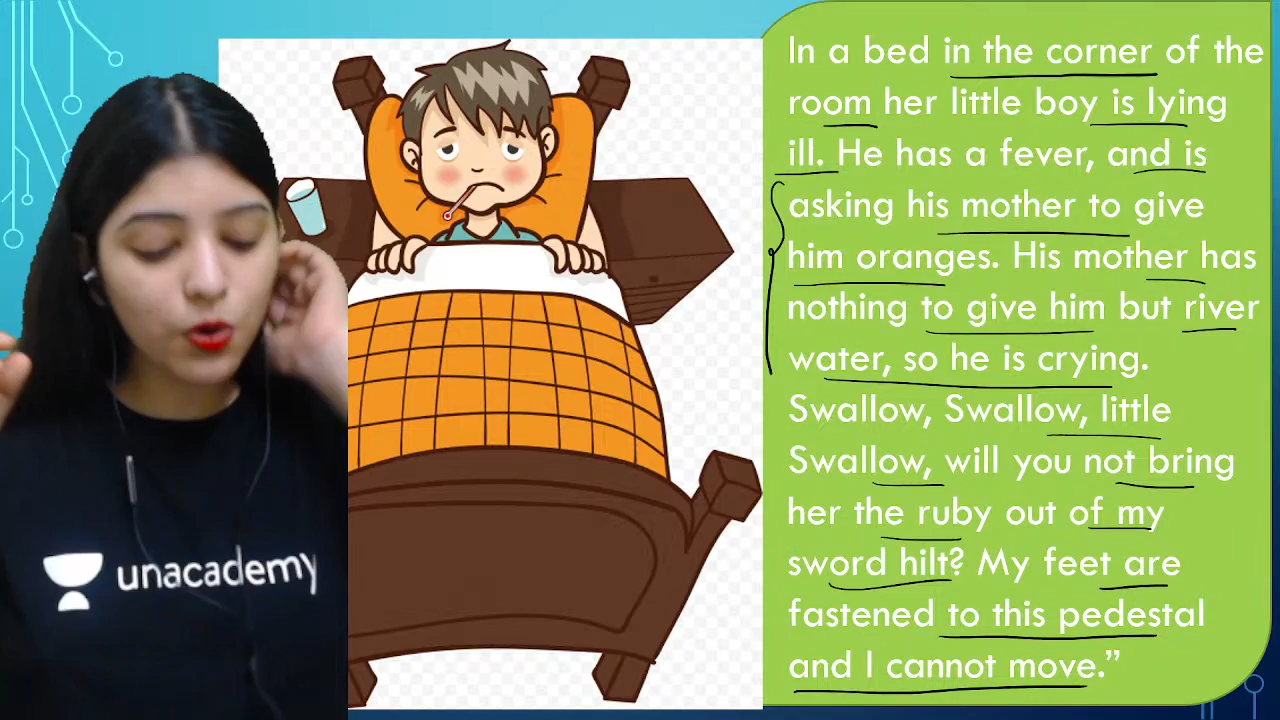 In a bed in the corner of the
room her little boy is lying
ill. He has a fever, and is
asking his mother to give
him oranges. His mother has
nothing to give him but river
water, so he is crying.
Swallow, Swallow, little
Swallow, will you not bring
her the ruby out of my
sword hilt? My feet are
fastened to this pedestal
and I cannot move.”
unacademy